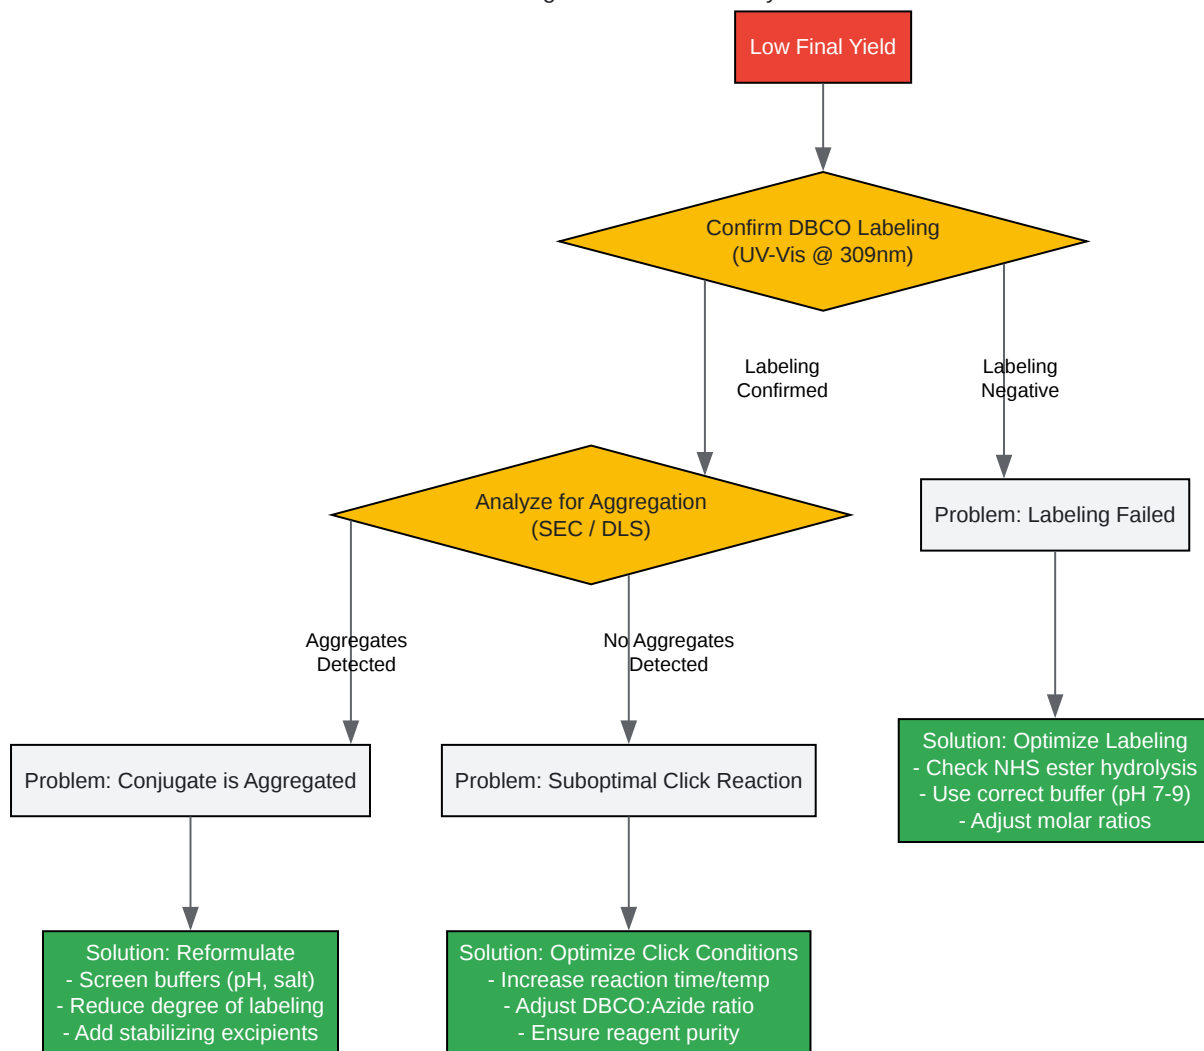 Low Final Yield
Confirm DBCO Labeling
(UV-Vis @ 309nm)
Labeling
Confirmed
Labeling
Negative
Analyze for Aggregation
(SEC / DLS)
Problem: Labeling Failed
Aggregates
Detected
No Aggregates
Detected
Problem: Conjugate is Aggregated
Problem: Suboptimal Click Reaction
Solution: Optimize Labeling
- Check NHS ester hydrolysis
- Use correct buffer (pH 7-9)
- Adjust molar ratios
Solution: Reformulate
- Screen buffers (pH, salt)
- Reduce degree of labeling
- Add stabilizing excipients
Solution: Optimize Click Conditions
- Increase reaction time/temp
- Adjust DBCO:Azide ratio
- Ensure reagent purity